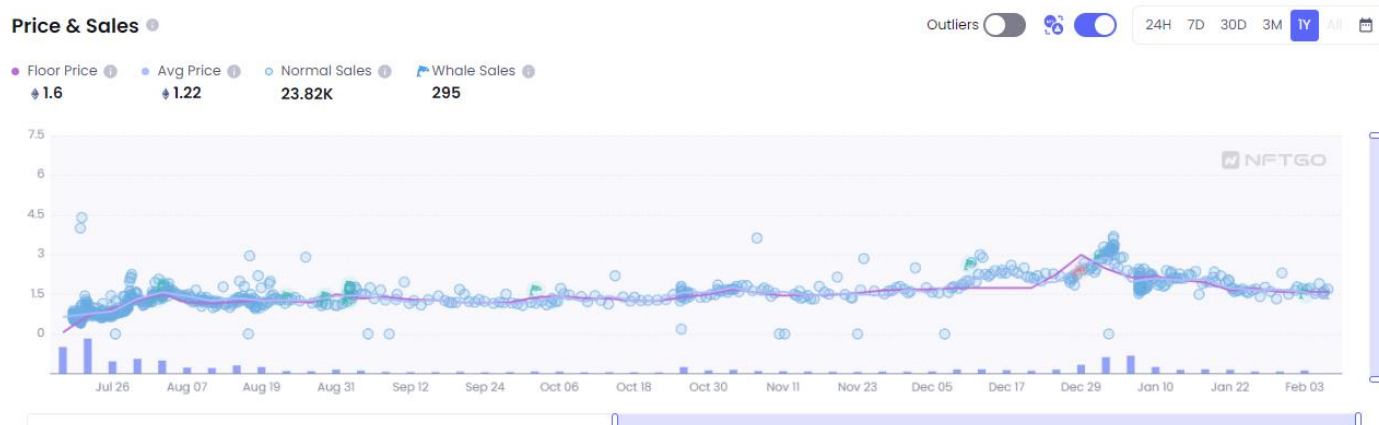 Price & Sales
Outliers
24H 7D 30D 3M 1Y All
Floor Price Avg Price Normal Sales Whale Sales
1.6 1.22 23.82K 295
NFTGO
7.5
6
4.5
3
1.5
0
Jul 26 Aug 07 Aug 19 Aug 31 Sep 12 Sep 24 Oct 06 Oct 18 Oct 30 Nov 11 Nov 23 Dec 05 Dec 17 Dec 29 Jan 10 Jan 22 Feb 03